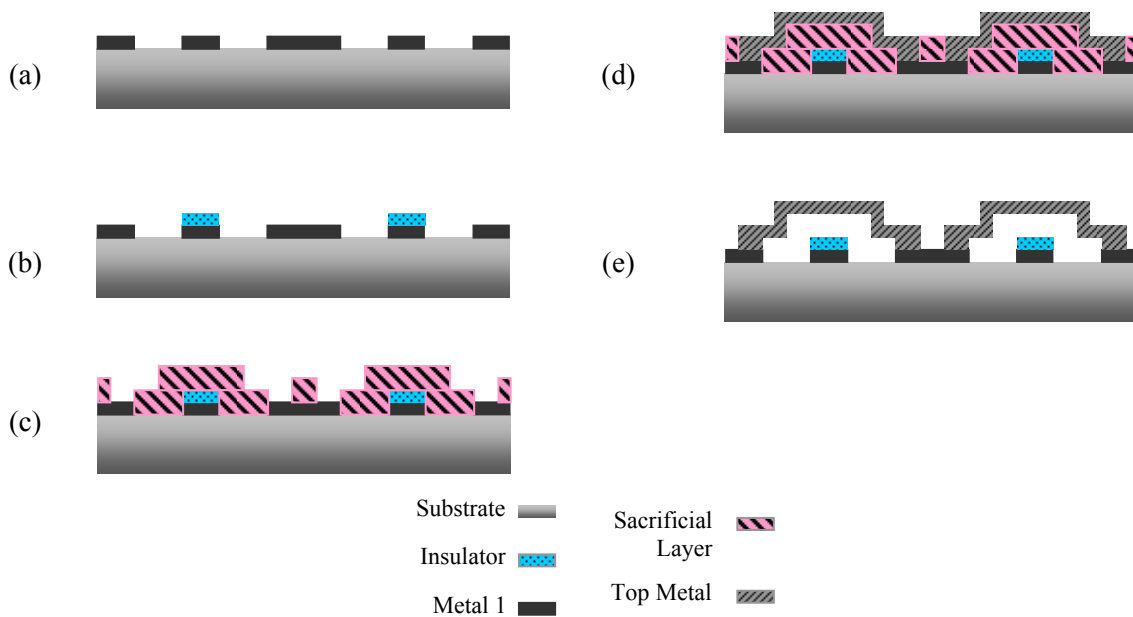 (a)
(b)
(c)
(d)
(e)
Substrate
Insulator
Metal 1
Sacrificial
Layer
Top Metal